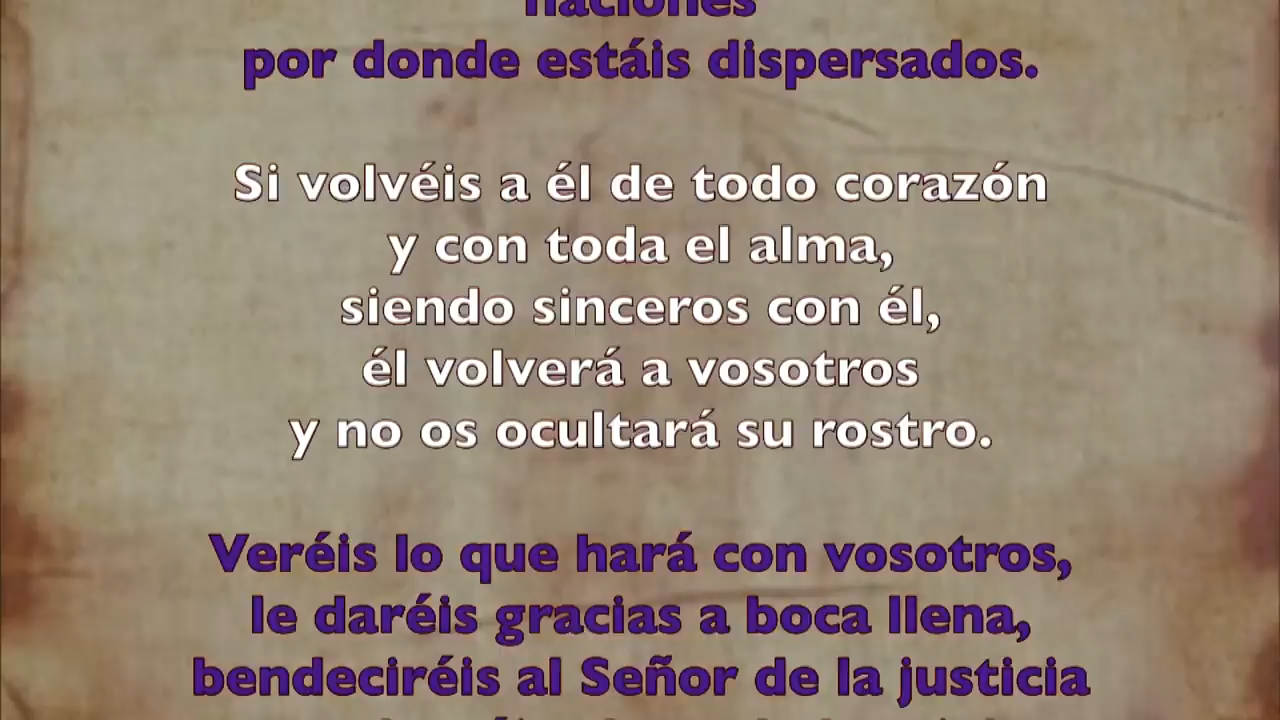 naciones
por donde estáis dispersados.
Si volvéis a él de todo corazón
y con toda el alma,
siendo sinceros con él,
él volverá a vosotros
y no os ocultará su rostro.
Veréis lo que hará con vosotros,
le daréis gracias a boca llena,
bendeciréis al Señor de la justicia